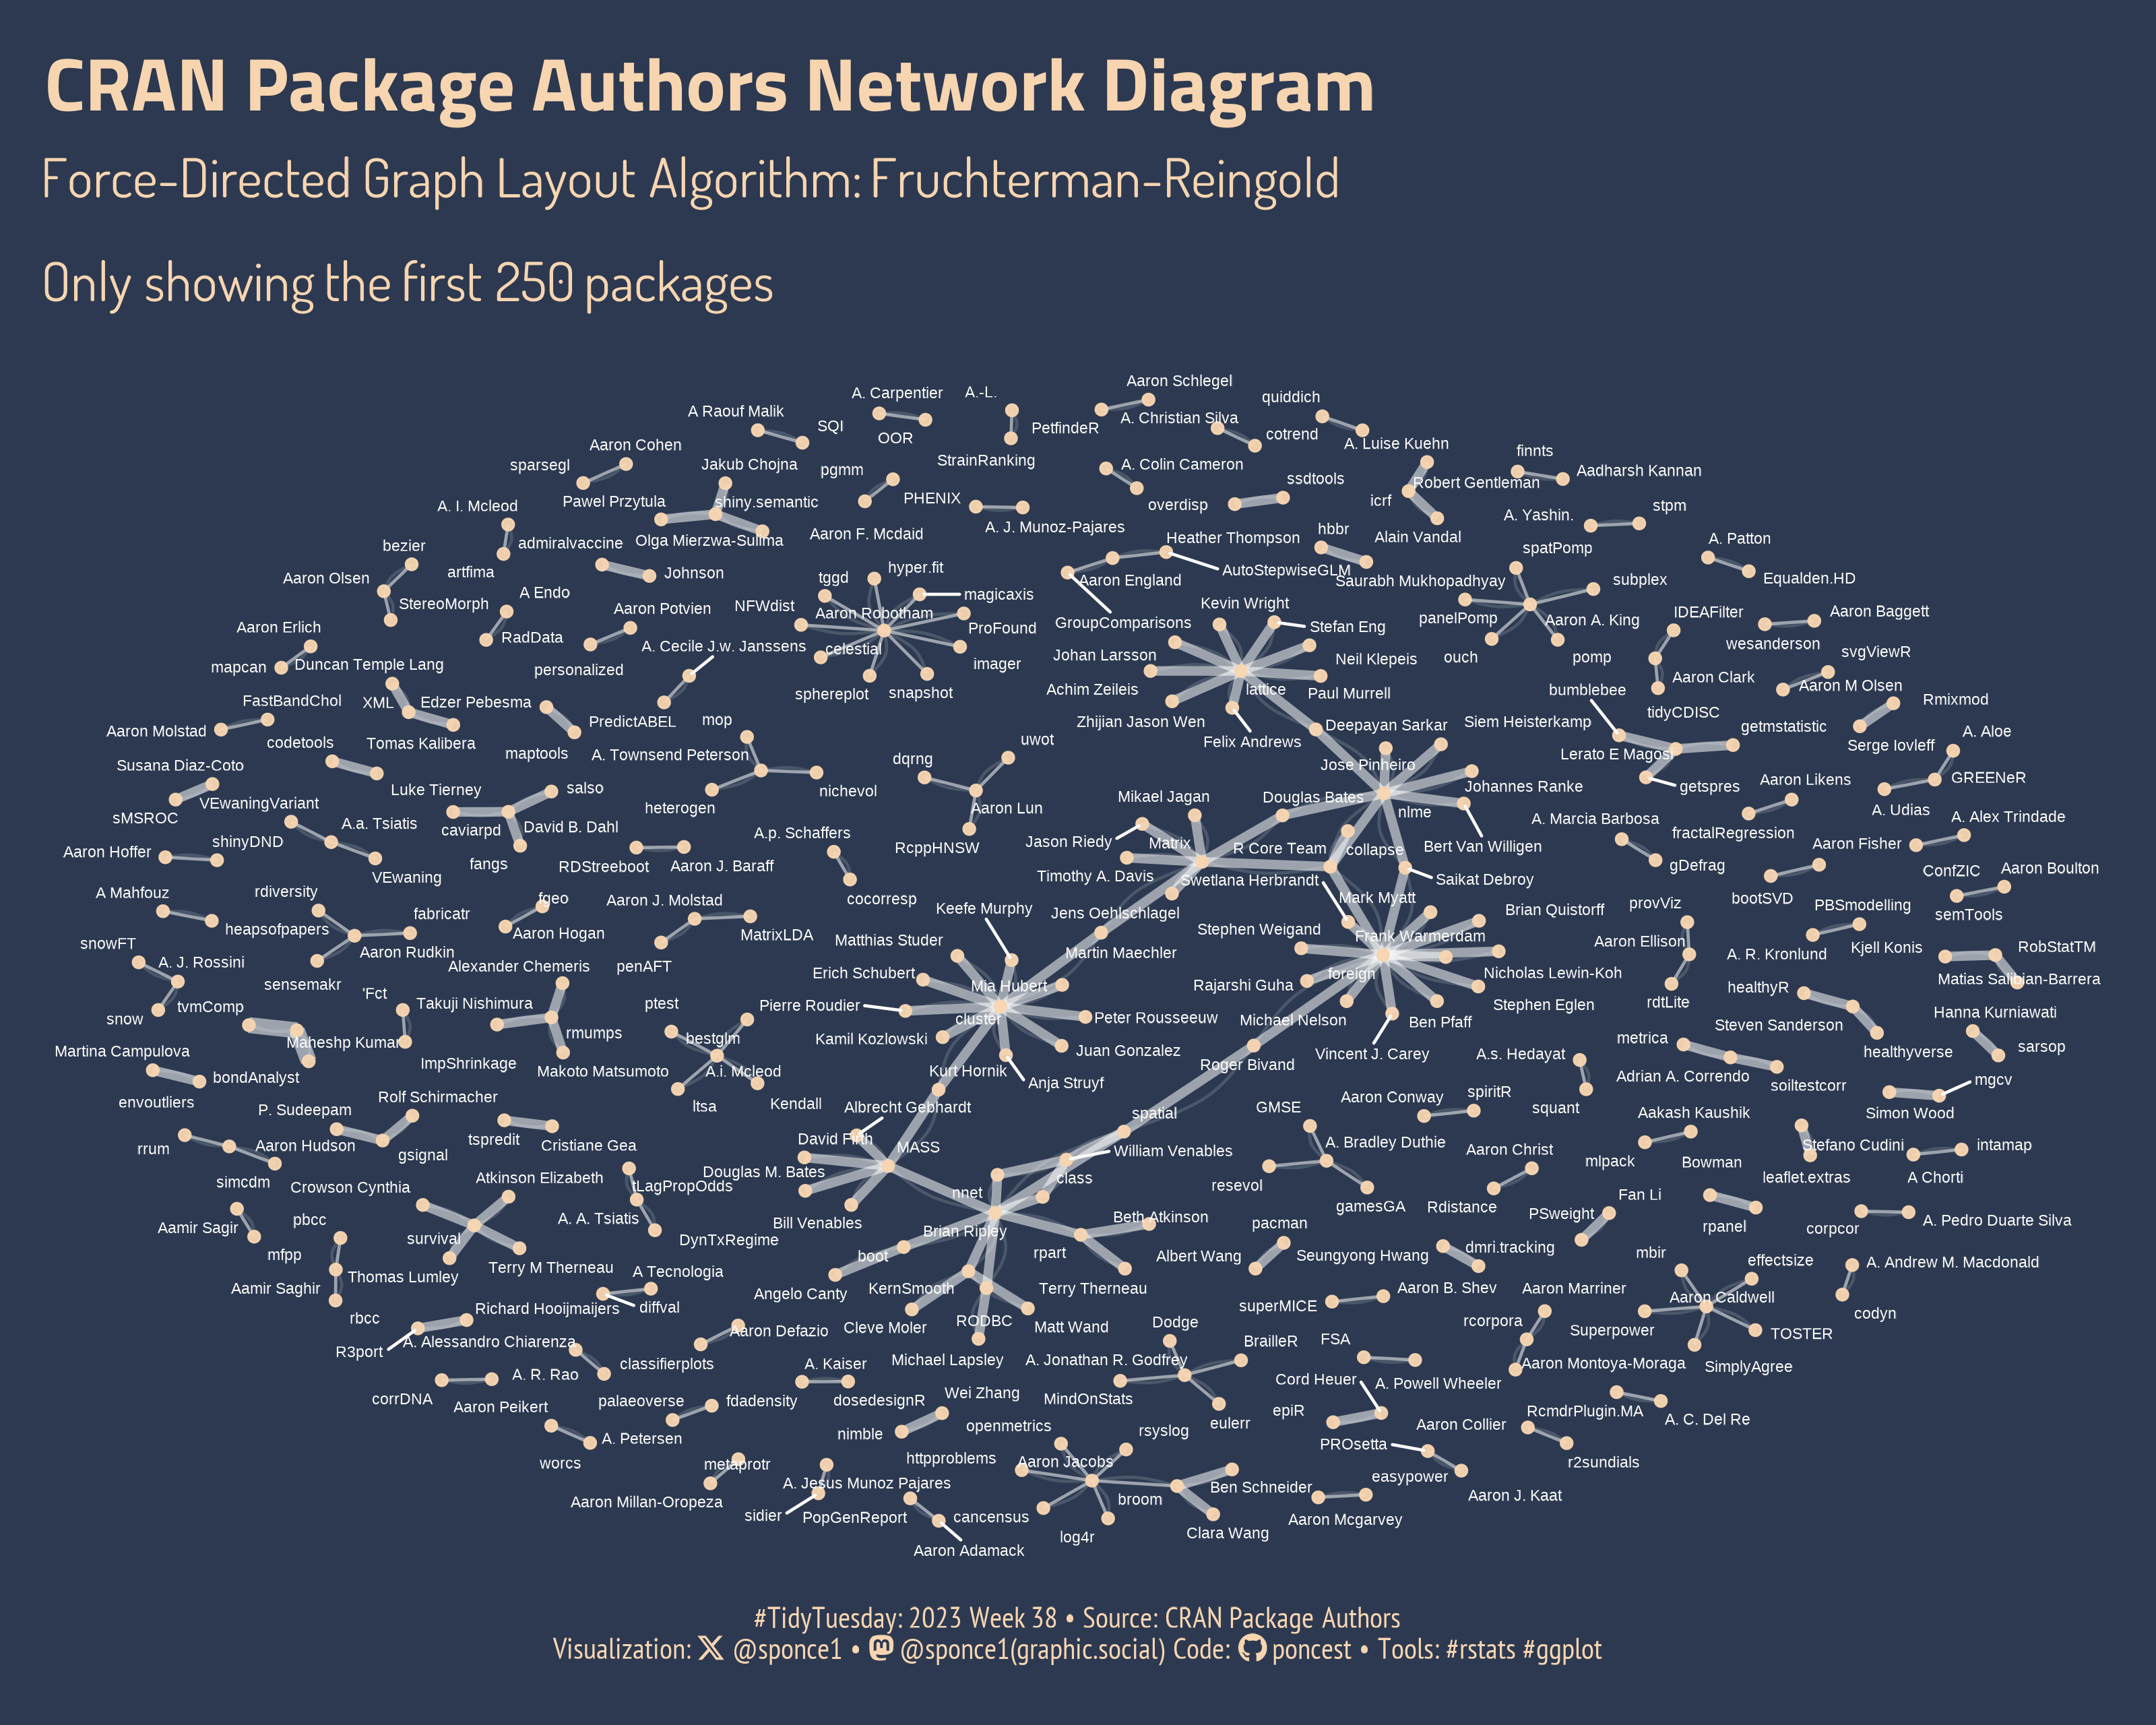 CRAN Package Authors Network Diagram
Force-Directed Graph Layout Algorithm: Fruchterman-Reingold
Only showing the first 250 packages
Aaron Schlegel
A. Carpentier
A.-L.
quiddich
A Raouf Malik
SQI
OOR
PetfindeR
A. Christian Silva
cotrend
A. Luise Kuehn
Aaron Cohen
sparsegl
Jakub Chojna
pgmm
StrainRanking
A. Colin Cameron
finnts
Aadharsh Kannan
Pawel Przytula
shiny.semantic
PHENIX
overdisp
ssdtools
icrf
Robert Gentleman
A. I. Mcleod
A. J. Munoz-Pajares
A. Yashin.
stpm
bezier
admiralvaccine
Olga Mierzwa-Sulima
Aaron F. Mcdaid
Heather Thompson
hbbr
Alain Vandal
spatPomp
A. Patton
Aaron Olsen
artfima
Johnson
tggd
hyper.fit
Aaron England
AutoStepwiseGLM
Saurabh Mukhopadhyay
subplex
Equalden.HD
StereoMorph
A Endo
Aaron Potvien
NFWdist
Aaron Robotham
magicaxis
Kevin Wright
IDEAFilter
Aaron Baggett
Aaron Erlich
RadData
ProFound
GroupComparisons
Stefan Eng
panelPomp
Aaron A. King
wesanderson
mapcan
Duncan Temple Lang
personalized
A. Cecile J.w. Janssens
celestial
imager
Johan Larsson
Neil Klepeis
ouch
pomp
svgViewR
FastBandChol
XML
Edzer Pebesma
sphereplot
snapshot
Achim Zeileis
lattice
Paul Murrell
bumblebee
Aaron Clark
Aaron M Olsen
Rmixmod
Aaron Molstad
Tomas Kalibera
PredictABEL
mop
Zhijian Jason Wen
Felix Andrews
Deepayan Sarkar
Siem Heisterkamp
tidyCDISC
getmstatistic
Serge Iovleff
A. Aloe
codetools
maptools
A. Townsend Peterson
dqrng
uwot
Jose Pinheiro
Lerato E Magosi
Susana Diaz-Coto
Luke Tierney
salso
nichevol
Johannes Ranke
getspres
Aaron Likens
GREENeR
VEwaningVariant
sMSROC
heterogen
Aaron Lun
Mikael Jagan
Douglas Bates
nlme
A. Udias
A.a. Tsiatis
caviarpd
David B. Dahl
A.p. Schaffers
Jason Riedy
Matrix
R Core Team
collapse
Bert Van Willigen
A. Marcia Barbosa
fractalRegression
A. Alex Trindade
Aaron Hoffer
shinyDND
fangs
RDStreeboot
Aaron J. Baraff
RcppHNSW
Aaron Fisher
VEwaning
Timothy A. Davis
Swetlana Herbrandt
Saikat Debroy
gDefrag
ConfZIC
Aaron Boulton
A Mahfouz
rdiversity
fgeo
Aaron J. Molstad
cocorresp
Keefe Murphy
Jens Oehlschlagel
Mark Myatt
Brian Quistorff
provViz
bootSVD
PBSmodelling
semTools
heapsofpapers
fabricatr
Aaron Hogan
MatrixLDA
Matthias Studer
Stephen Weigand
Frank Warmerdam
snowFT
Aaron Rudkin
Martin Maechler
Aaron Ellison
A. R. Kronlund
Kjell Konis
RobStatTM
A. J. Rossini
Alexander Chemeris
penAFT
Erich Schubert
Mia Hubert
Rajarshi Guha
foreign
Nicholas Lewin-Koh
Matias Salibian-Barrera
sensemakr
'Fct
Takuji Nishimura
ptest
Pierre Roudier
rdtLite
healthyR
snow
tvmComp
rmumps
cluster
Peter Rousseeuw
Michael Nelson
Ben Pfaff
Stephen Eglen
Steven Sanderson
Hanna Kurniawati
Maheshp Kumar
bestglm
Kamil Kozlowski
Juan Gonzalez
Roger Bivand
Vincent J. Carey
A.s. Hedayat
metrica
healthyverse
sarsop
Martina Campulova
bondAnalyst
ImpShrinkage
Makoto Matsumoto
A.i. Mcleod
Kurt Hornik
Anja Struyf
Adrian A. Correndo
soiltestcorr
mgcv
envoutliers
P. Sudeepam
Rolf Schirmacher
ltsa
Kendall
Albrecht Gebhardt
spatial
GMSE
Aaron Conway
spiritR
squant
Aakash Kaushik
Simon Wood
rrum
Aaron Hudson
gsignal
tspredit
Cristiane Gea
David Firth
MASS
William Venables
A. Bradley Duthie
Aaron Christ
mlpack
Bowman
Stefano Cudini
intamap
simcdm
Crowson Cynthia
Atkinson Elizabeth
tLagPropOdds
Douglas M. Bates
nnet
class
resevol
leaflet.extras
A Chorti
Aamir Sagir
pbcc
survival
A. A. Tsiatis
Bill Venables
Brian Ripley
Beth Atkinson
pacman
gamesGA
Rdistance
PSweight
Fan Li
rpanel
corpcor
A. Pedro Duarte Silva
mfpp
DynTxRegime
boot
rpart
Albert Wang
Seungyong Hwang
dmri.tracking
mbir
effectsize
A. Andrew M. Macdonald
Aamir Saghir
Thomas Lumley
Terry M Therneau
A Tecnologia
Angelo Canty
KernSmooth
Terry Therneau
superMICE
Aaron B. Shev
Aaron Marriner
Aaron Caldwell
codyn
rbcc
Richard Hooijmaijers
diffval
Cleve Moler
RODBC
Matt Wand
Dodge
rcorpora
Superpower
TOSTER
R3port
A. Alessandro Chiarenza
Aaron Defazio
Michael Lapsley
A. Jonathan R. Godfrey
BrailleR
FSA
Aaron Montoya-Moraga
SimplyAgree
corrDNA
A. R. Rao
classifierplots
A. Kaiser
MindOnStats
Cord Heuer
A. Powell Wheeler
Aaron Peikert
palaeoverse
fdadensity
dosedesignR
Wei Zhang
eulerr
epiR
RcmdrPlugin.MA
A. C. Del Re
worcs
A. Petersen
nimble
openmetrics
rsyslog
PROsetta
Aaron Collier
metaprotr
httpproblems
Aaron Jacobs
Ben Schneider
easypower
r2sundials
Aaron Millan-Oropeza
A. Jesus Munoz Pajares
broom
Aaron J. Kaat
sidier
PopGenReport
cancensus
log4r
Clara Wang
Aaron Mcgarvey
Aaron Adamack
#TidyTuesday: 2023 Week 38 • Source: CRAN Package Authors
Visualization: @sponce1 • @sponce1(graphic.social) Code: poncest • Tools: #rstats #ggplot